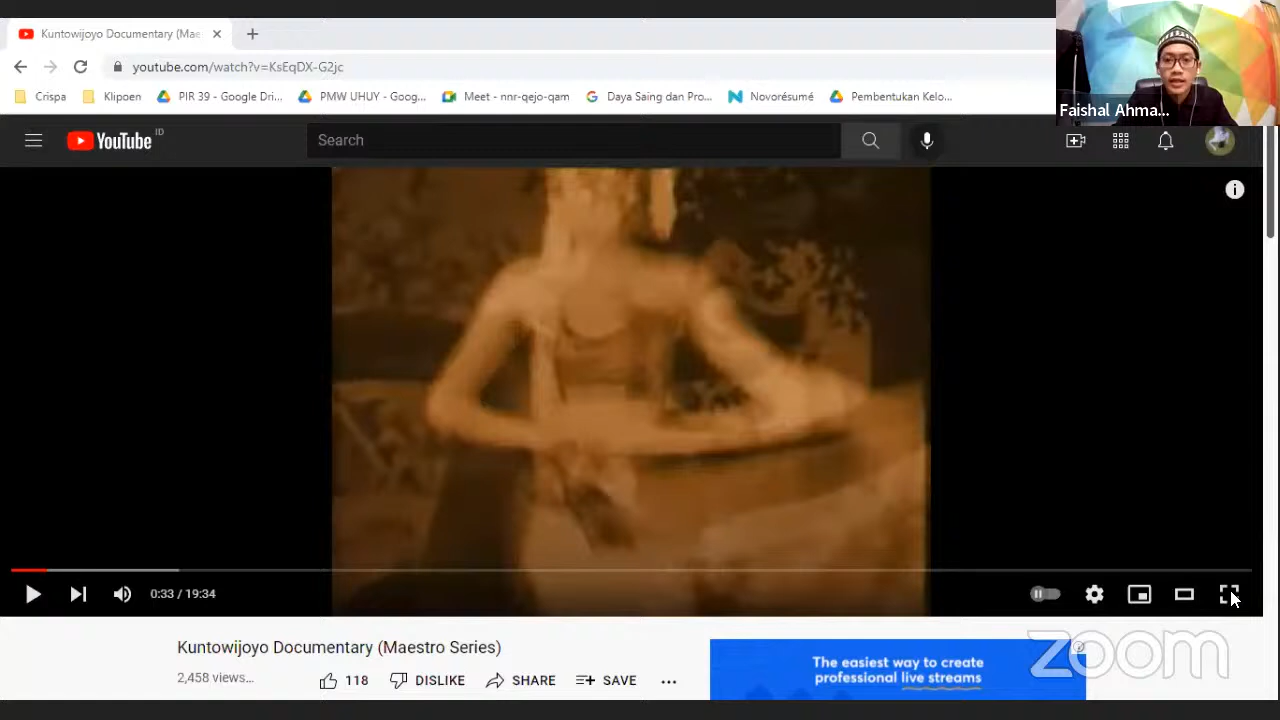 Kuntowijoyo Documentary (Mae
youtube.com/watch?v=KsEqDX-G2jc
Crispa Klipoen PIR 39 - Google Dri... PMW UHUY - Goog... Meet - nnr-qejo-qam Daya Saing dan Pro... Novorésumé Pembentukan Kelo...
Faishal Ahma...
YouTube ID Search
0:33 / 19:34
Kuntowijoyo Documentary (Maestro Series)
2,458 views... 118 DISLIKE SHARE SAVE ...
The easiest way to create
professional live streams
zoom